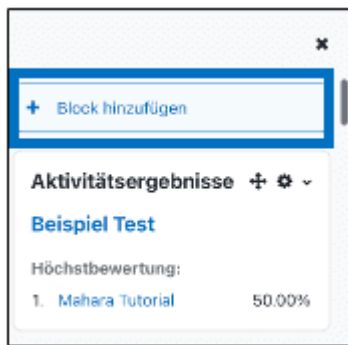 + Block hinzufügen
Aktivitätsergebnisse
Beispiel Test
Höchstbewertung:
1. Mahara Tutorial 50.00%